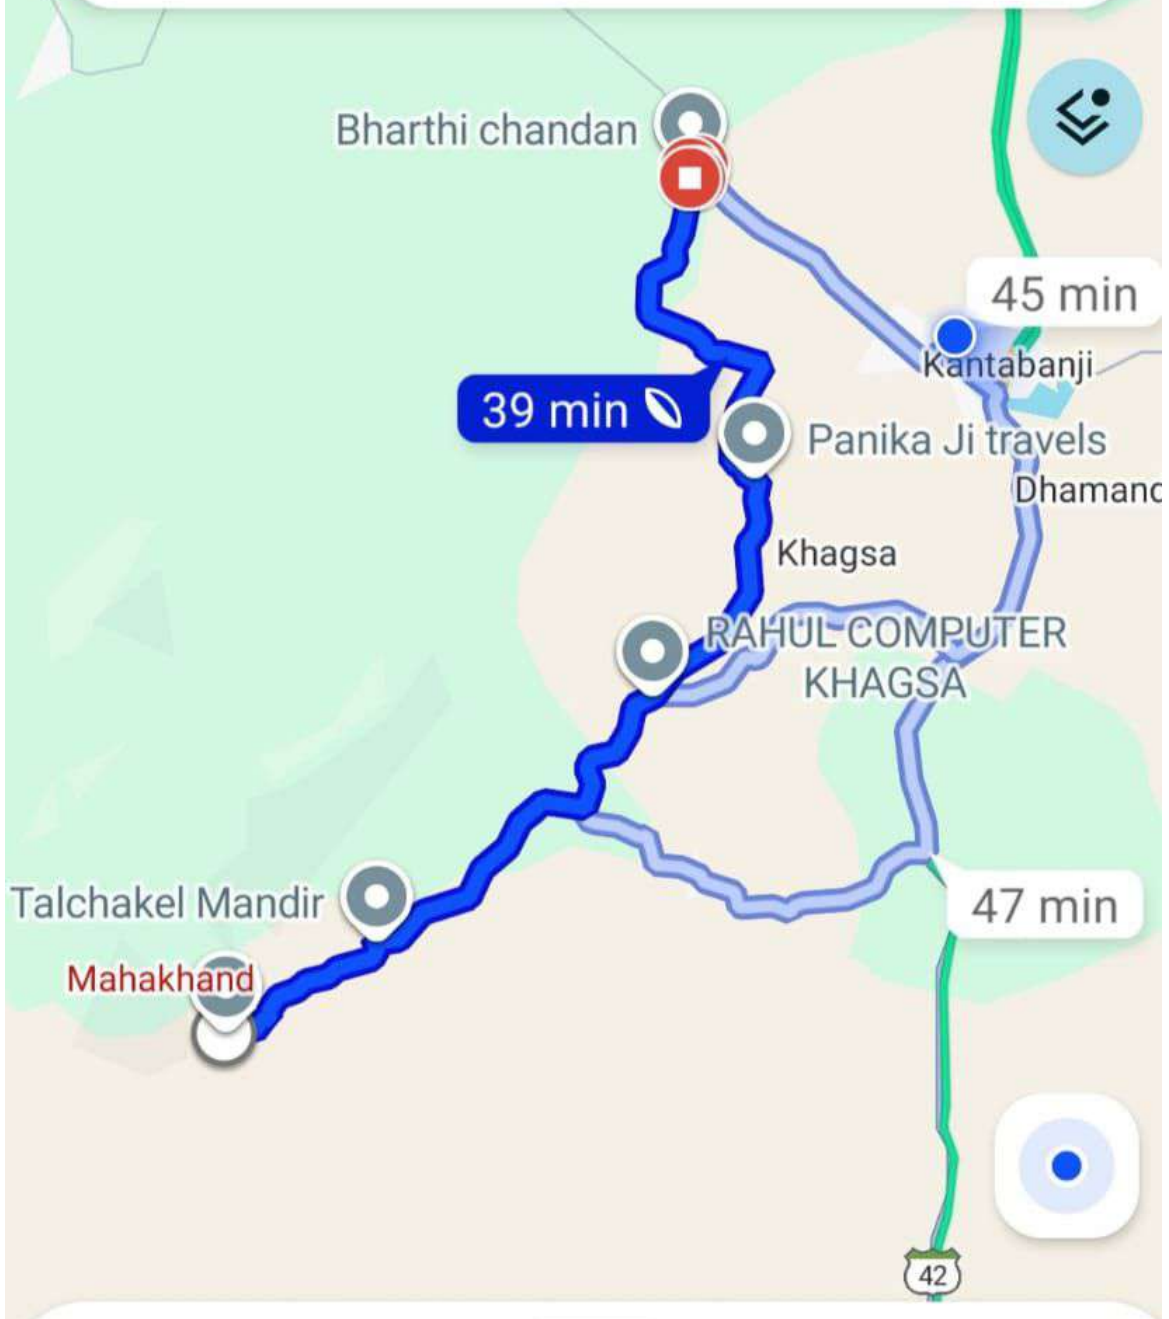 Bharthi chandan
45 min
Kantabanji
39 min
Panika Ji travels
Dhamand
Khagsa
RAHUL COMPUTER
KHAGSA
Talchakel Mandir
47 min
Mahakhand
42